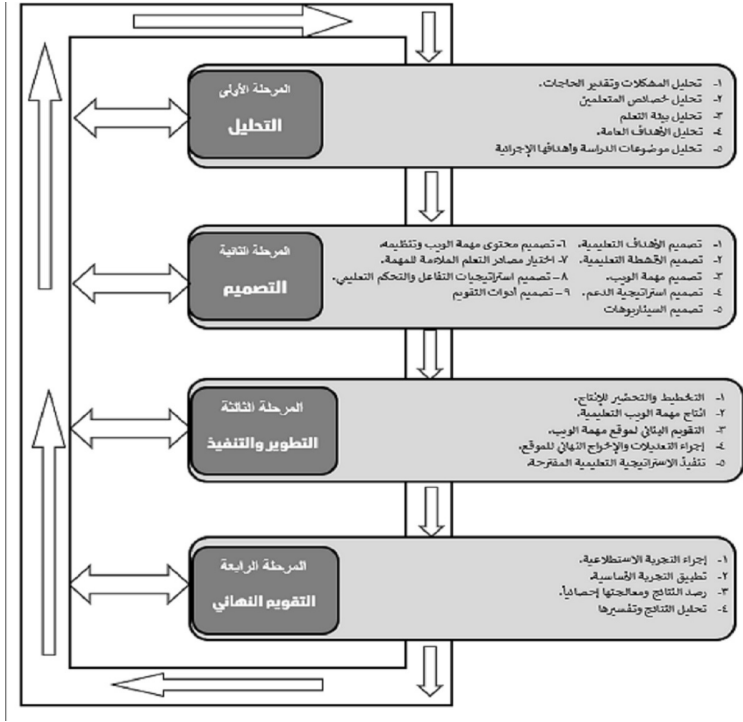 المرحلة الأولى
التحليل
١- تحليل المشكلات وتقدير الحاجات.
٢- تحليل خصائص المتعلمين
٣- تحليل بيئة التعلم
٤- تحليل الأهداف العامة.
٥- تحليل موضوعات الدراسة وأهدافها الإجرائية
المرحلة الثانية
التصميم
١- تصميم الأهداف التعليمية.
٢- تصميم الأنشطة التعليمية.
٣- تصميم مهمة الويب.
٤- تصميم استراتيجية الدعم.
٥- تصميم السيناريوهات
٦- تصميم محتوى مهمة الويب وتنظيمه.
٧- اختيار مصادر التعلم الملاءمة للمهمة.
٨- تصميم استراتيجيات التفاعل والتحكم التعليمي.
٩- تصميم أدوات التقويم
المرحلة الثالثة
التطوير والتنفيذ
١- التخطيط والتحضير للإنتاج.
٢- انتاج مهمة الويب التعليمية.
٣- التقويم البنائي لموقع مهمة الويب.
٤- إجراء التعديلات والإخراج النهائي للموقع.
٥- تنفيذ الاستراتيجية التعليمية المقترحة.
المرحلة الرابعة
التقويم النهائي
١- إجراء التجربة الاستطلاعية.
٢- تطبيق التجربة الأساسية.
٣- رصد النتائج ومعالجتها إحصائياً.
٤- تحليل النتائج وتفسيرها